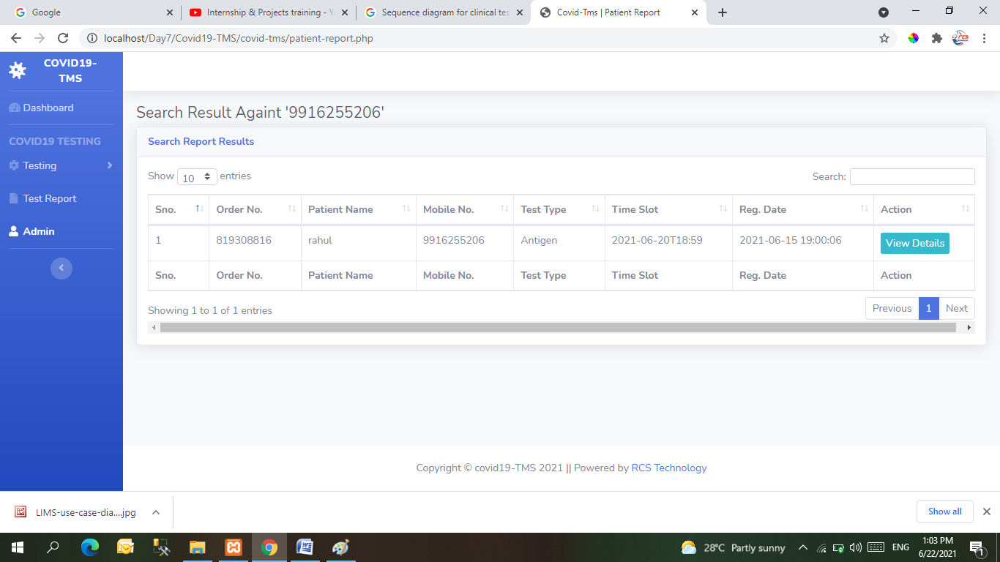 Google
Internship & Projects training - Y
Sequence diagram for clinical tes
Covid-Tms | Patient Report
localhost/Day7/Covid19-TMS/covid-tms/patient-report.php
COVID19-
TMS
Dashboard
COVID19 TESTING
Testing
Test Report
Admin
Search Result Againt '9916255206'
Search Report Results
Show 10 entries
Search:
Sno. Order No. Patient Name Mobile No. Test Type Time Slot Reg. Date Action
1 819308816 rahul 9916255206 Antigen 2021-06-20T18:59 2021-06-15 19:00:06 View Details
Sno. Order No. Patient Name Mobile No. Test Type Time Slot Reg. Date Action
Showing 1 to 1 of 1 entries
Previous 1 Next
Copyright © covid19-TMS 2021 || Powered by RCS Technology
LIMS-use-case-dia....jpg
Show all
28°C Partly sunny
ENG
1:03 PM
6/22/2021
1